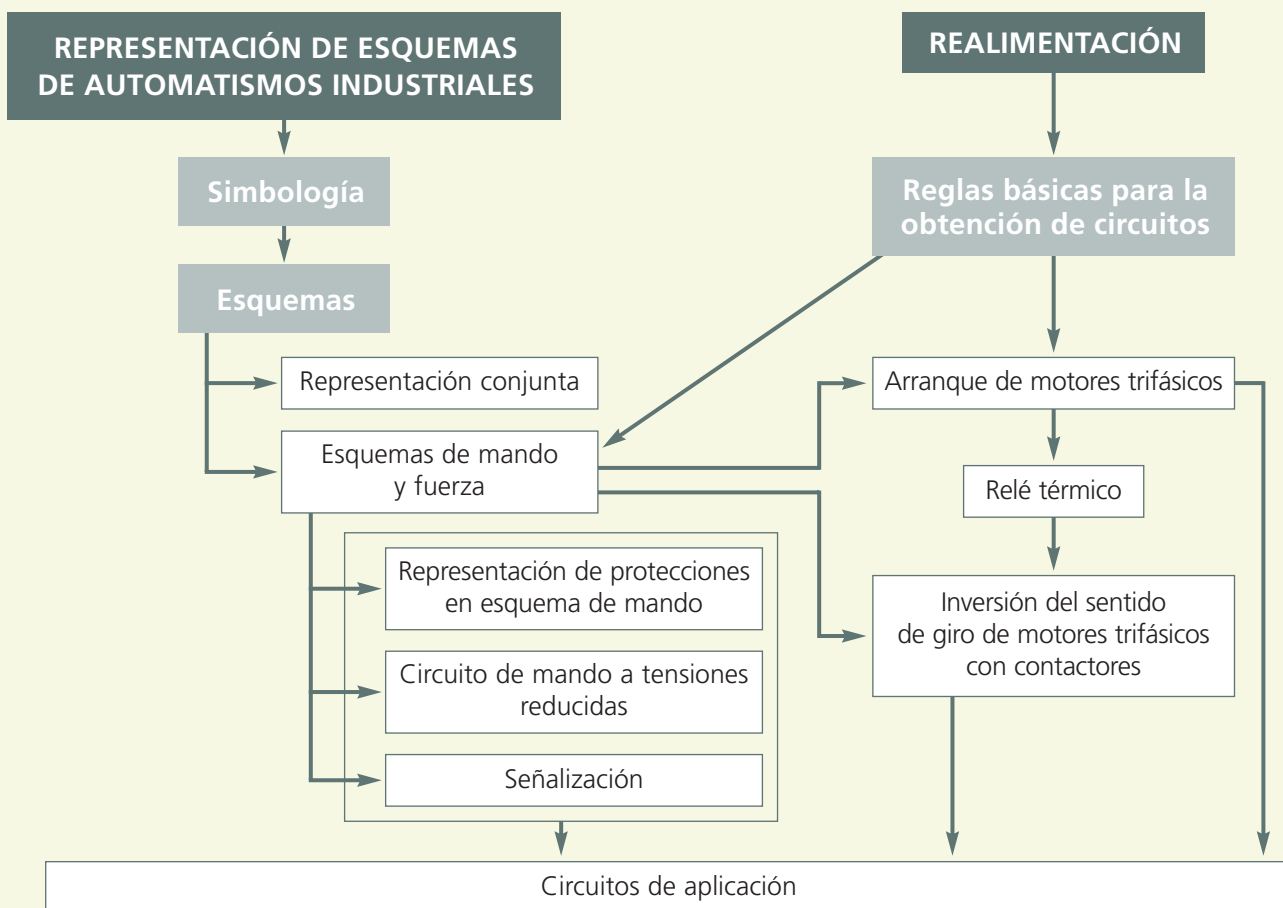 REPRESENTACIÓN DE ESQUEMAS
DE AUTOMATISMOS INDUSTRIALES
REALIMENTACIÓN
Simbología
Reglas básicas para la
obtención de circuitos
Esquemas
Representación conjunta
Arranque de motores trifásicos
Esquemas de mando
y fuerza
Relé térmico
Representación de protecciones
en esquema de mando
Inversión del sentido
de giro de motores trifásicos
con contactores
Circuito de mando a tensiones
reducidas
Señalización
Circuitos de aplicación